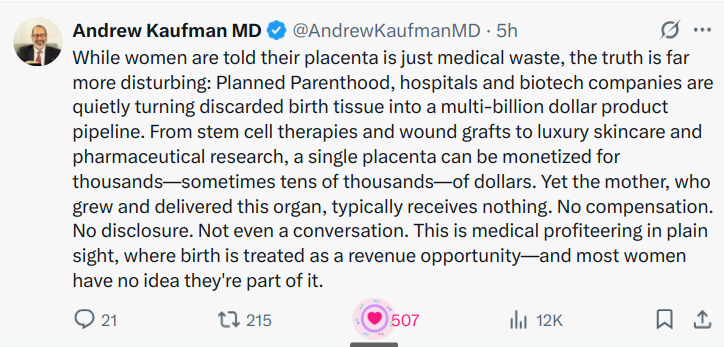 Andrew Kaufman MD @AndrewKaufmanMD · 5h
While women are told their placenta is just medical waste, the truth is far
more disturbing: Planned Parenthood, hospitals and biotech companies are
quietly turning discarded birth tissue into a multi-billion dollar product
pipeline. From stem cell therapies and wound grafts to luxury skincare and
pharmaceutical research, a single placenta can be monetized for
thousands—sometimes tens of thousands—of dollars. Yet the mother, who
grew and delivered this organ, typically receives nothing. No compensation.
No disclosure. Not even a conversation. This is medical profiteering in plain
sight, where birth is treated as a revenue opportunity—and most women
have no idea they're part of it.
21 215 507 12K